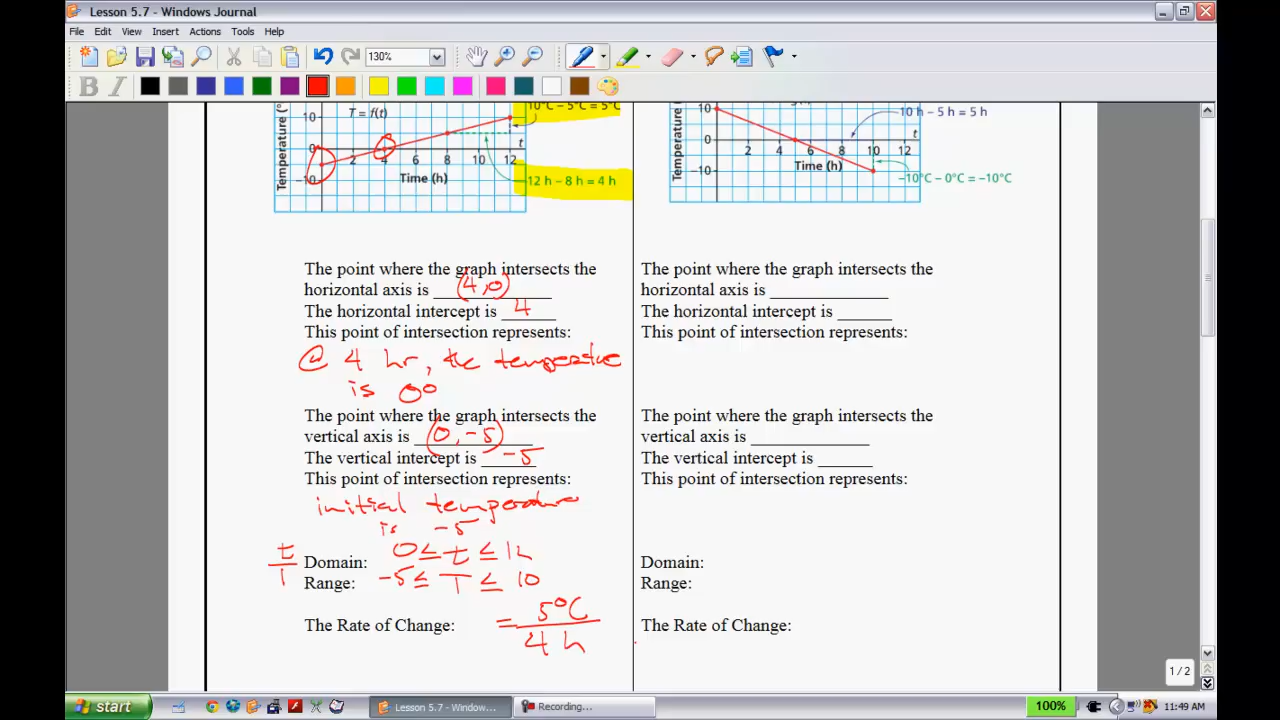 Lesson 5.7 - Windows Journal
File Edit View Insert Actions Tools Help
130%
B I
Temperature (°
10
0
-10
T = f(t)
10°C - 5°C = 5°C
2 4 6 8 10 12
t
Time (h)
12 h - 8 h = 4 h
The point where the graph intersects the
horizontal axis is (4,0)
The horizontal intercept is 4
This point of intersection represents:
@ 4 hr, the temperature
is 0°
The point where the graph intersects the
vertical axis is (0,-5)
The vertical intercept is -5
This point of intersection represents:
initial temperature
is -5
t Domain: 0 ≤ t ≤ 12
T Range: -5 ≤ T ≤ 10
The Rate of Change: = 5°C
4 h
Temperature (
10
0
-10
10 h - 5 h = 5 h
t
2 4 6 8 10 12
Time (h)
-10°C - 0°C = -10°C
The point where the graph intersects the
horizontal axis is ____________
The horizontal intercept is ______
This point of intersection represents:
The point where the graph intersects the
vertical axis is ____________
The vertical intercept is ______
This point of intersection represents:
Domain:
Range:
The Rate of Change:
1 / 2
start
Lesson 5.7 - Window...
Recording...
100%
11:49 AM